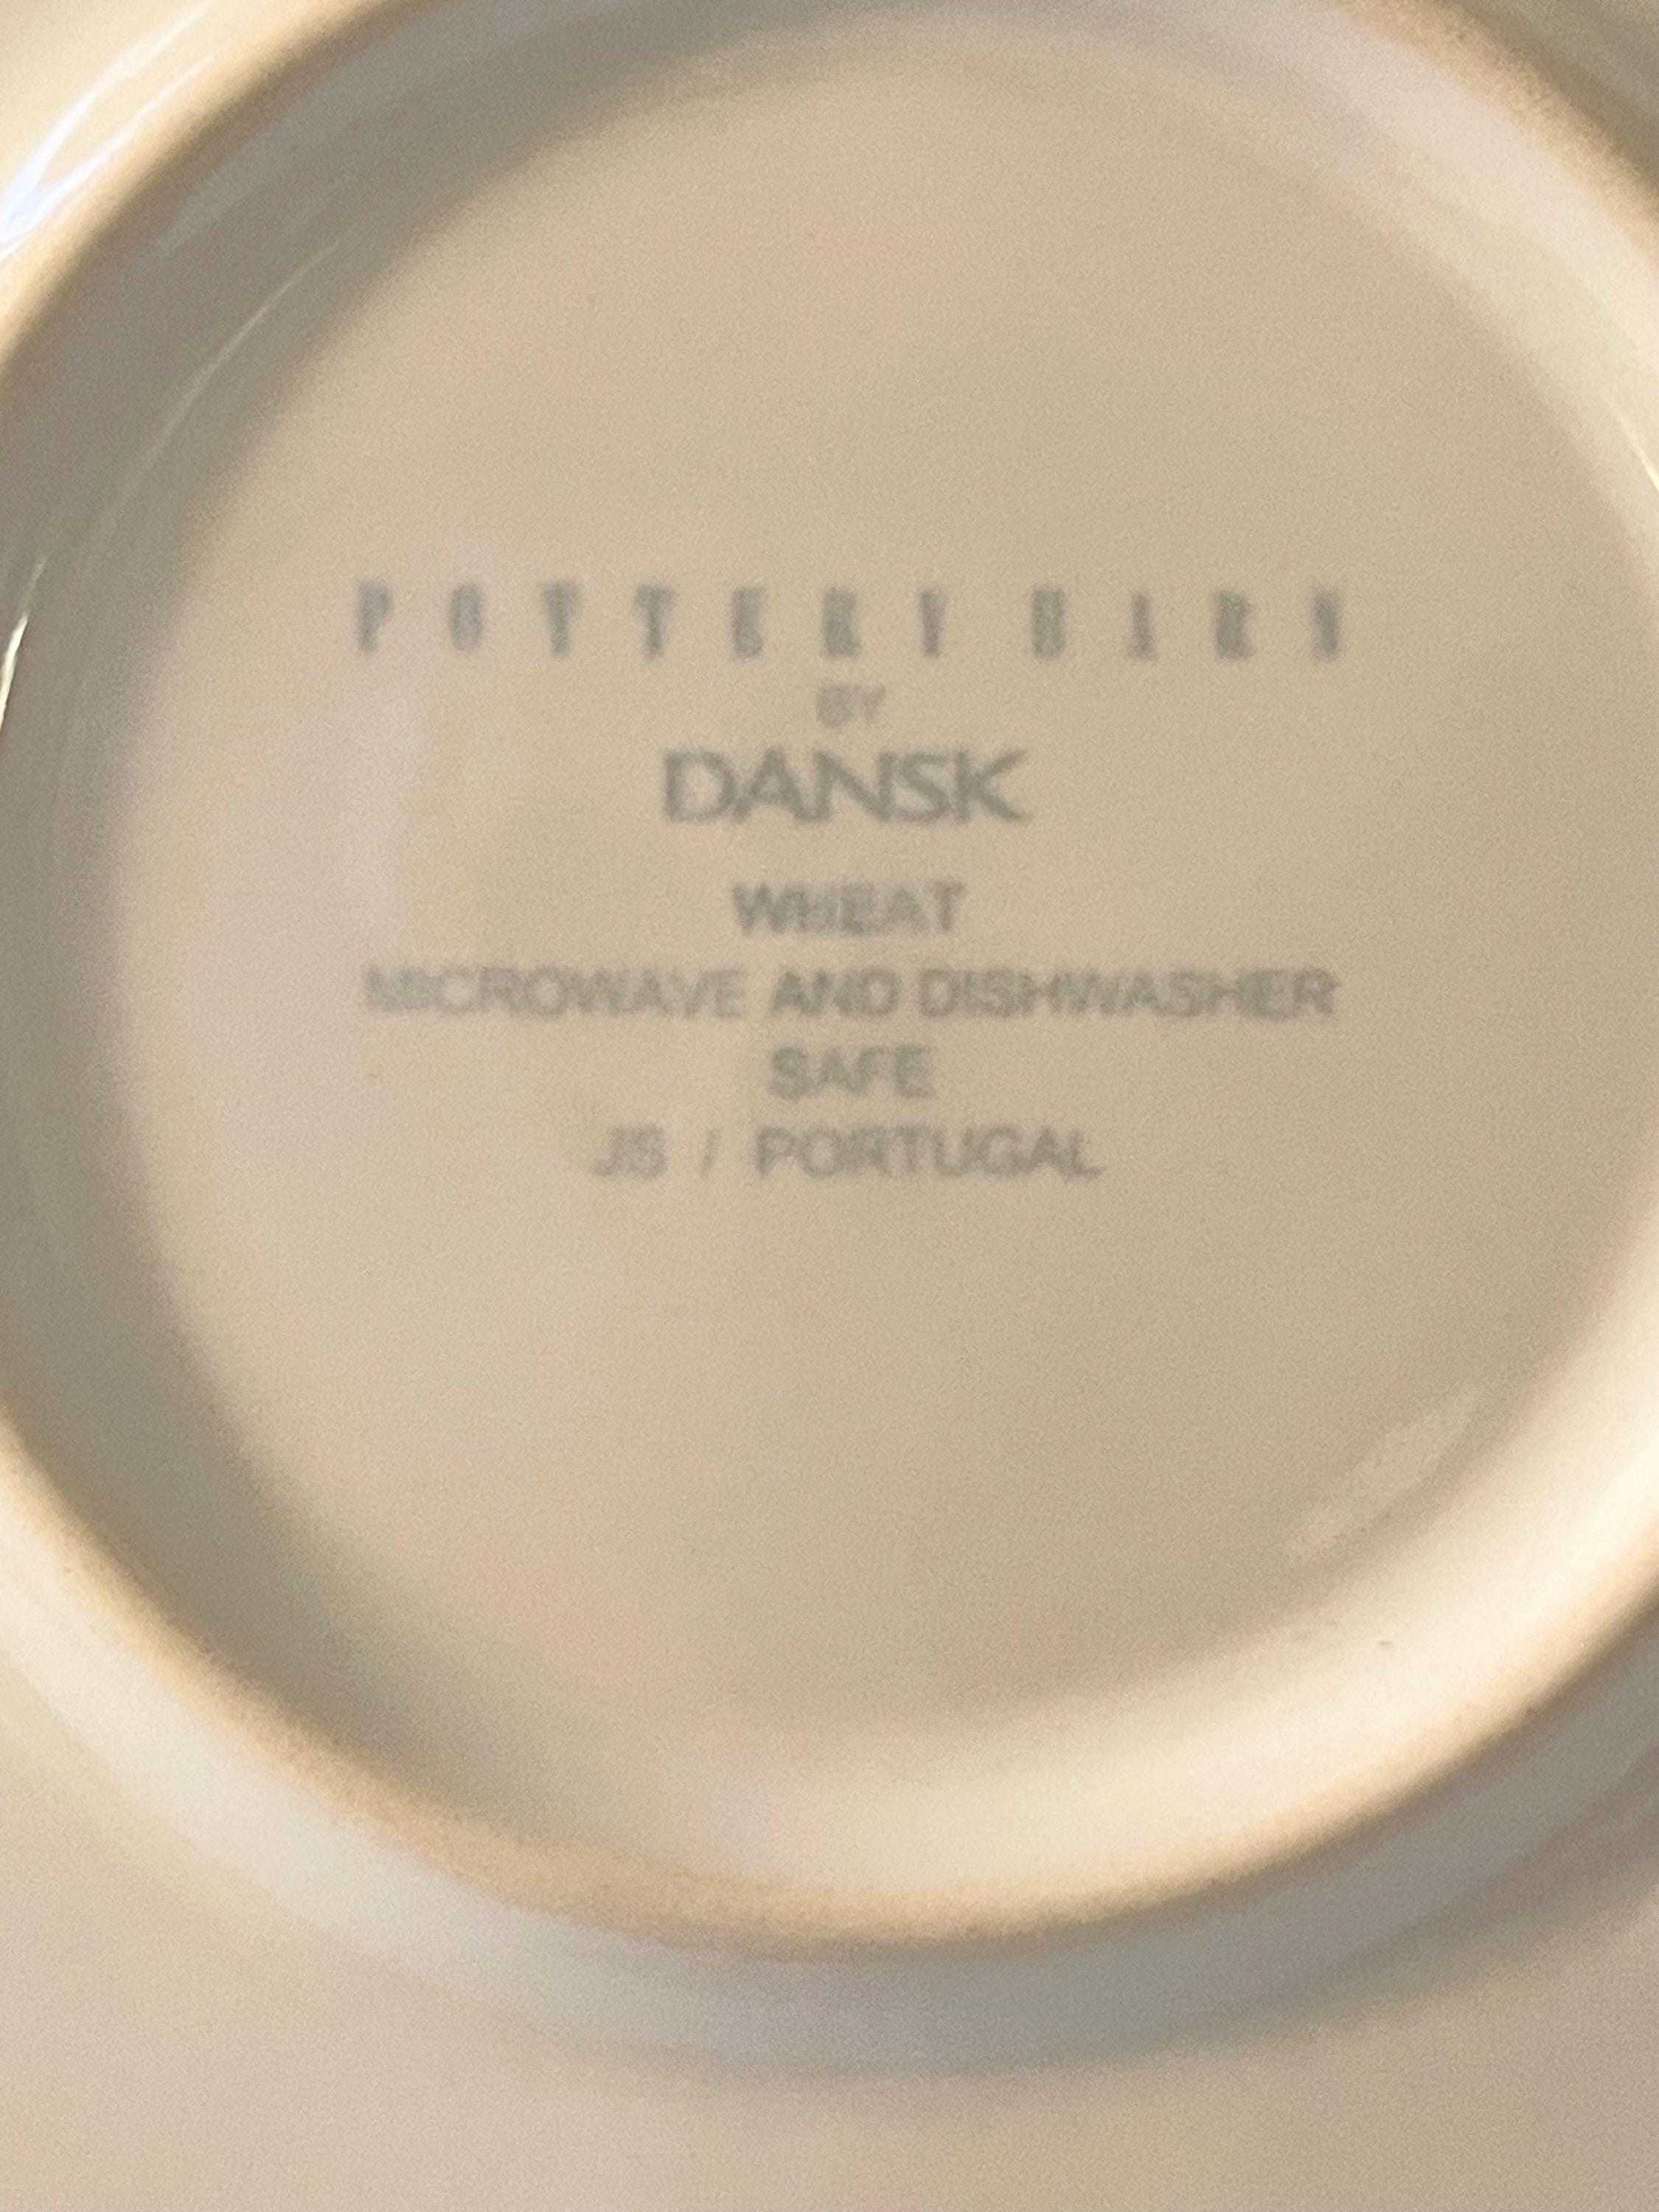 POTTERY BARN
BY
DANSK
WHEAT
MICROWAVE AND DISHWASHER
SAFE
JS / PORTUGAL